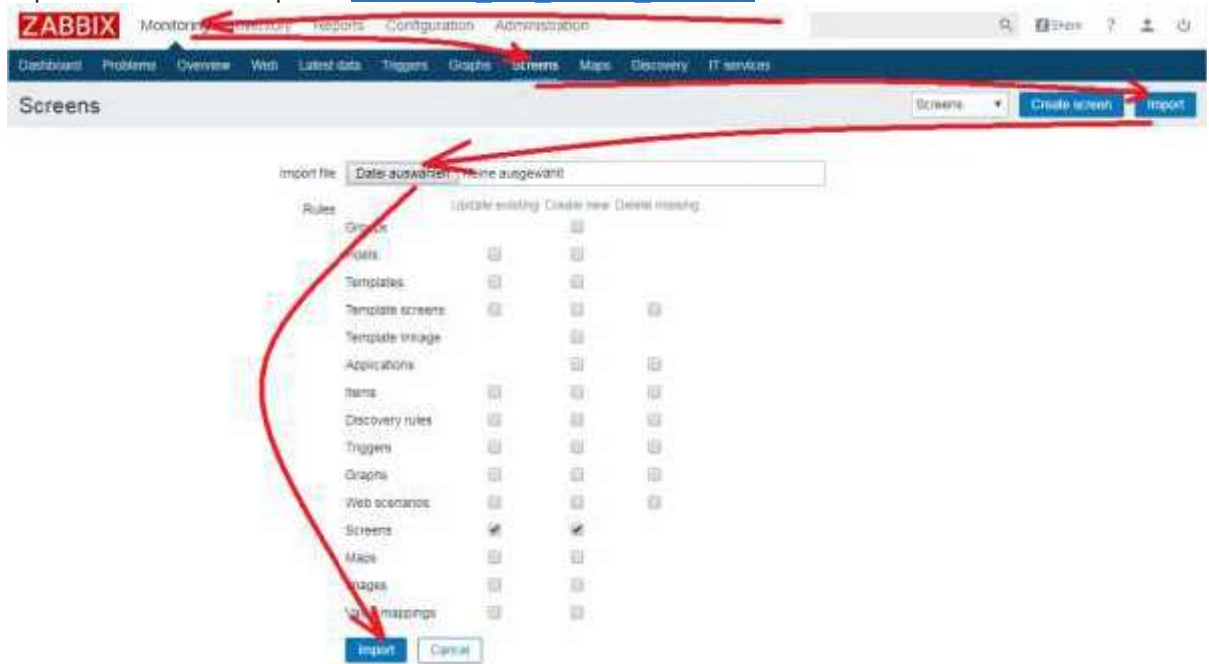 ZABBIX Monitoring Inventory Reports Configuration Administration Share ?
Dashboard Problems Overview Web Latest data Triggers Graphs Screens Maps Discovery IT services
Screens Screens Create screen Import
Import file Datei auswählen Keine ausgewählt
Rules Update existing Create new Delete missing
Groups
Hosts
Templates
Template screens
Template linkage
Applications
Items
Discovery rules
Triggers
Graphs
Web scenarios
Screens
Maps
Images
Value mappings
Import Cancel